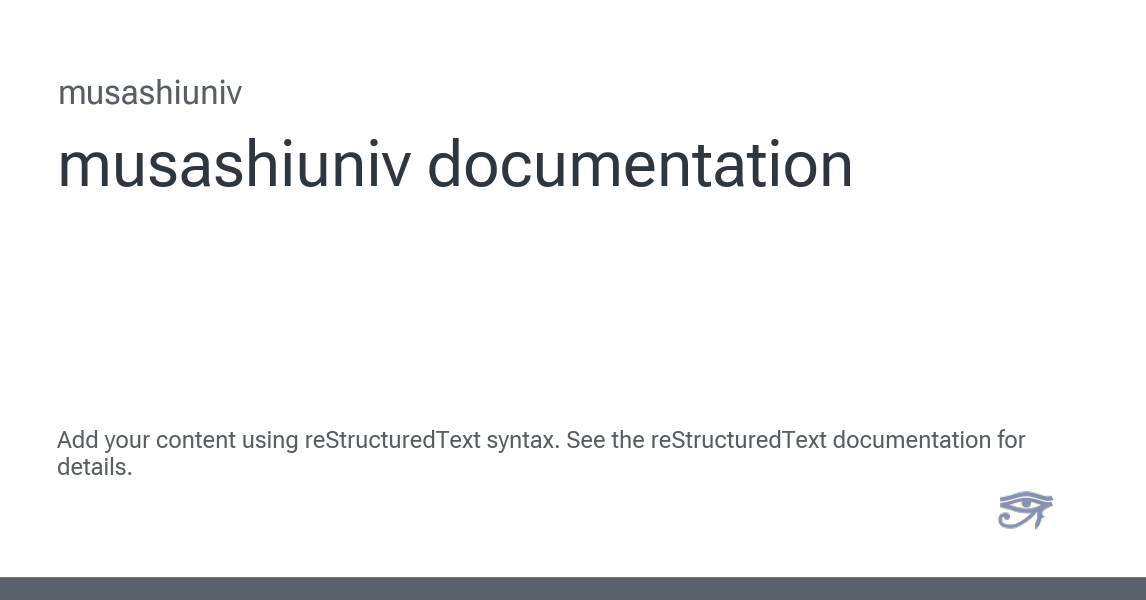 musashiuniv
musashiuniv documentation
Add your content using reStructuredText syntax. See the reStructuredText documentation for
details.